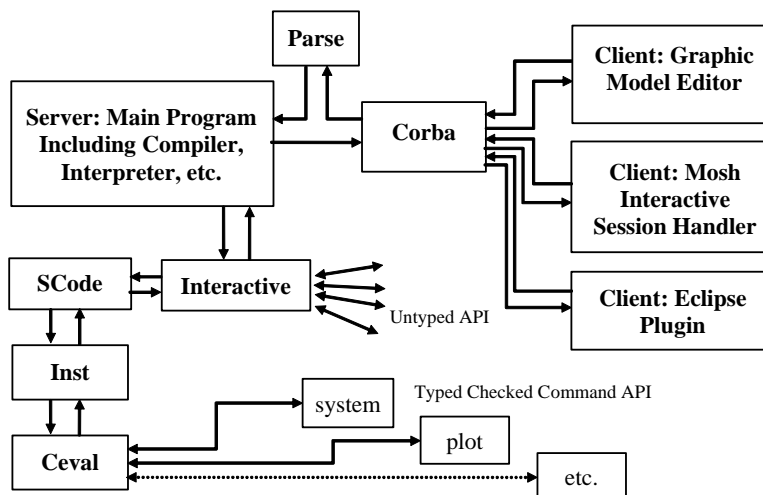 Parse
Client: Graphic
Model Editor
Server: Main Program
Including Compiler,
Interpreter, etc.
Corba
Client: Mosh
Interactive
Session Handler
SCode
Interactive
Untyped API
Client: Eclipse
Plugin
Inst
system
Typed Checked Command API
plot
Ceval
etc.